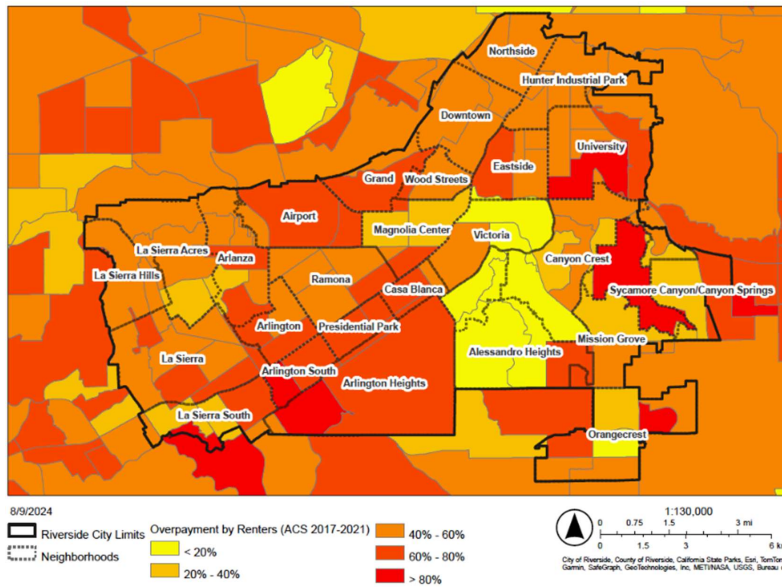 Northside
Hunter Industrial Park
Downtown
University
Eastside
Grand
Wood Streets
Airport
Magnolia Center
Victoria
La Sierra Acres
Arlanza
Canyon Crest
La Sierra Hills
Ramona
Casa Blanca
Sycamore Canyon/Canyon Springs
Arlington
Presidential Park
Mission Grove
La Sierra
Alessandro Heights
Arlington South
Arlington Heights
La Sierra South
Orangecrest
8/9/2024
Riverside City Limits
Neighborhoods
Overpayment by Renters (ACS 2017-2021)
< 20%
20% - 40%
40% - 60%
60% - 80%
> 80%
1:130,000
0 0.75 1.5 3 mi
0 1.5 3 6 k
City of Riverside, County of Riverside, California State Parks, Esri, TomTom
Garmin, SafeGraph, GeoTechnologies, Inc, METI/NASA, USGS, Bureau